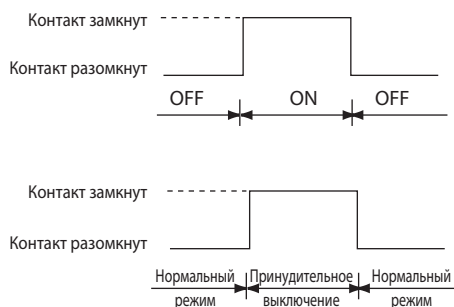 Контакт замкнут
Контакт разомкнут
OFF ON OFF
Контакт замкнут
Контакт разомкнут
Нормальный Принудительное Нормальный
режим выключение режим